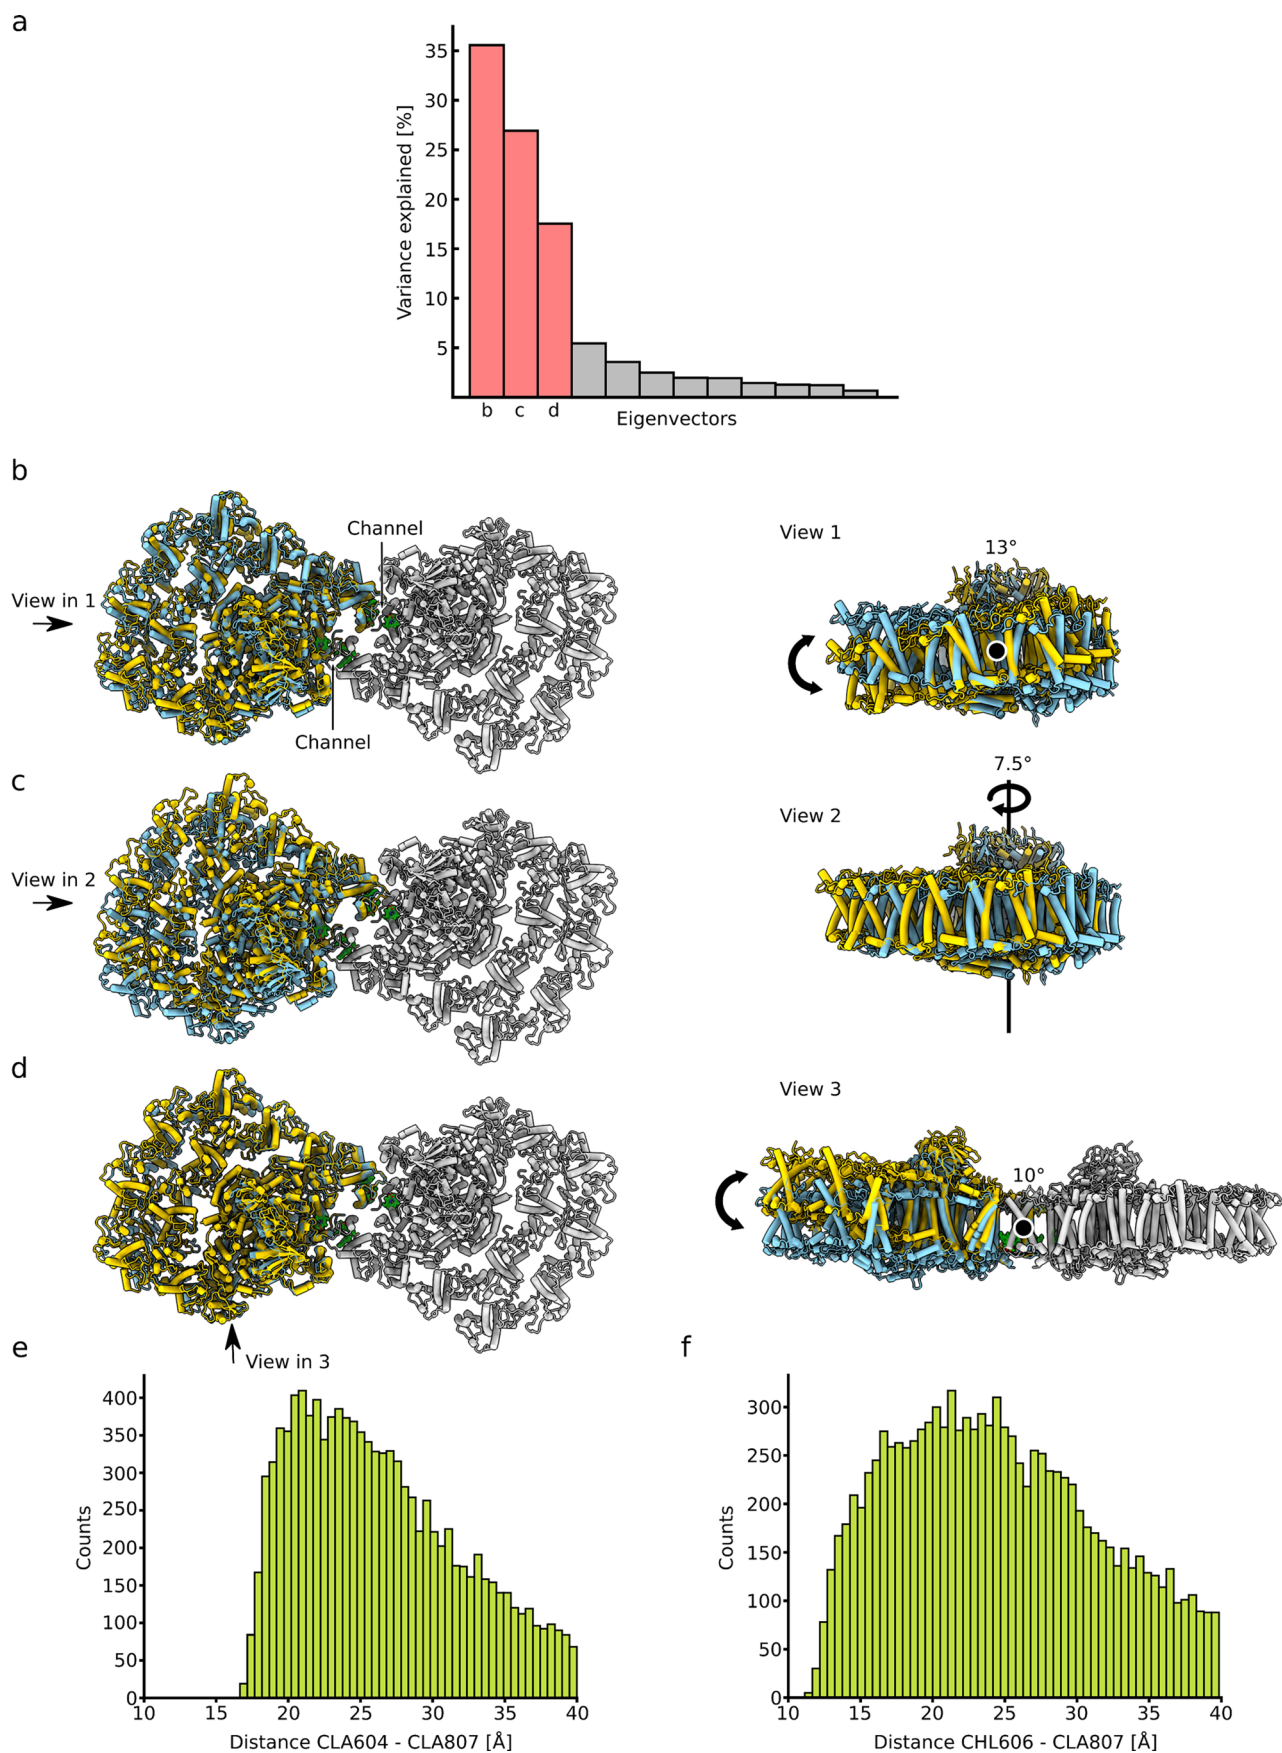 a
35
30
25
20
15
10
5
Variance explained [%]
b c d
Eigenvectors
b
Channel
View in 1
Channel
View 1
13°
c
View in 2
7.5°
View 2
d
View in 3
View 3
10°
e
400
350
300
250
200
150
100
50
0
Counts
10 15 20 25 30 35 40
Distance CLA604 - CLA807 [Å]
f
300
250
200
150
100
50
0
Counts
10 15 20 25 30 35 40
Distance CHL606 - CLA807 [Å]